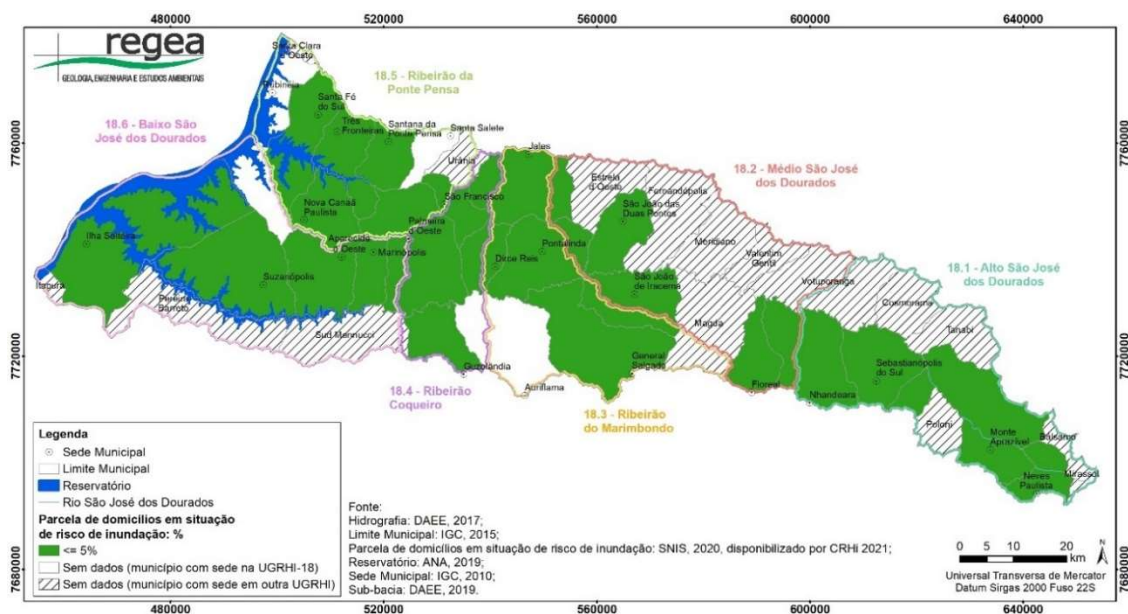 480000 520000 560000 600000 640000
regea
GEOLOGIA, ENGENHARIA E ESTUDOS AMBIENTAIS
Santa Clara
d'Oeste
18.5 - Ribeirão da
Ponte Pensa
Rubinéia
Santa Fé
do Sul
Três
Fronteiras
Santana da
Ponte Pensa
Santa Salete
18.6 - Baixo São
José dos Dourados
7760000
7760000
Urânia
Jales
18.2 - Médio São José
dos Dourados
Estrela
d'Oeste
Fernandópolis
São Francisco
São João das
Duas Pontes
Nova Canaã
Paulista
Palmeira
d'Oeste
Meridiano
Ilha Solteira
Aparecida
d'Oeste
Marinópolis
Pontalinda
Dirce Reis
Valentim
Gentil
Votuporanga
18.1 - Alto São José
dos Dourados
Itapura
Suzanápolis
São João
de Iracema
Pereira
Barreto
Cosmorama
Magda
Tanabi
Sud Mennucci
7720000
7720000
Guzolândia
General
Salgado
Sebastianópolis
do Sul
Auriflama
Floreal
Nhandeara
18.4 - Ribeirão
Coqueiro
18.3 - Ribeirão
do Marimbondo
Poloni
Monte
Aprazível
Bálsamo
Mirassol
Neves
Paulista
Legenda
Sede Municipal
Limite Municipal
Reservatório
Rio São José dos Dourados
Parcela de domicílios em situação
de risco de inundação: %
<= 5%
Sem dados (município com sede na UGRHI-18)
Sem dados (município com sede em outra UGRHI)
Fonte:
Hidrografia: DAEE, 2017;
Limite Municipal: IGC, 2015;
Parcela de domicílios em situação de risco de inundação: SNIS, 2020, disponibilizado por CRHi 2021;
Reservatório: ANA, 2019;
Sede Municipal: IGC, 2010;
Sub-bacia: DAEE, 2019.
0 5 10 20
km
N
Universal Transversa de Mercator
Datum Sirgas 2000 Fuso 22S
7680000
7680000
480000 520000 560000 600000 640000